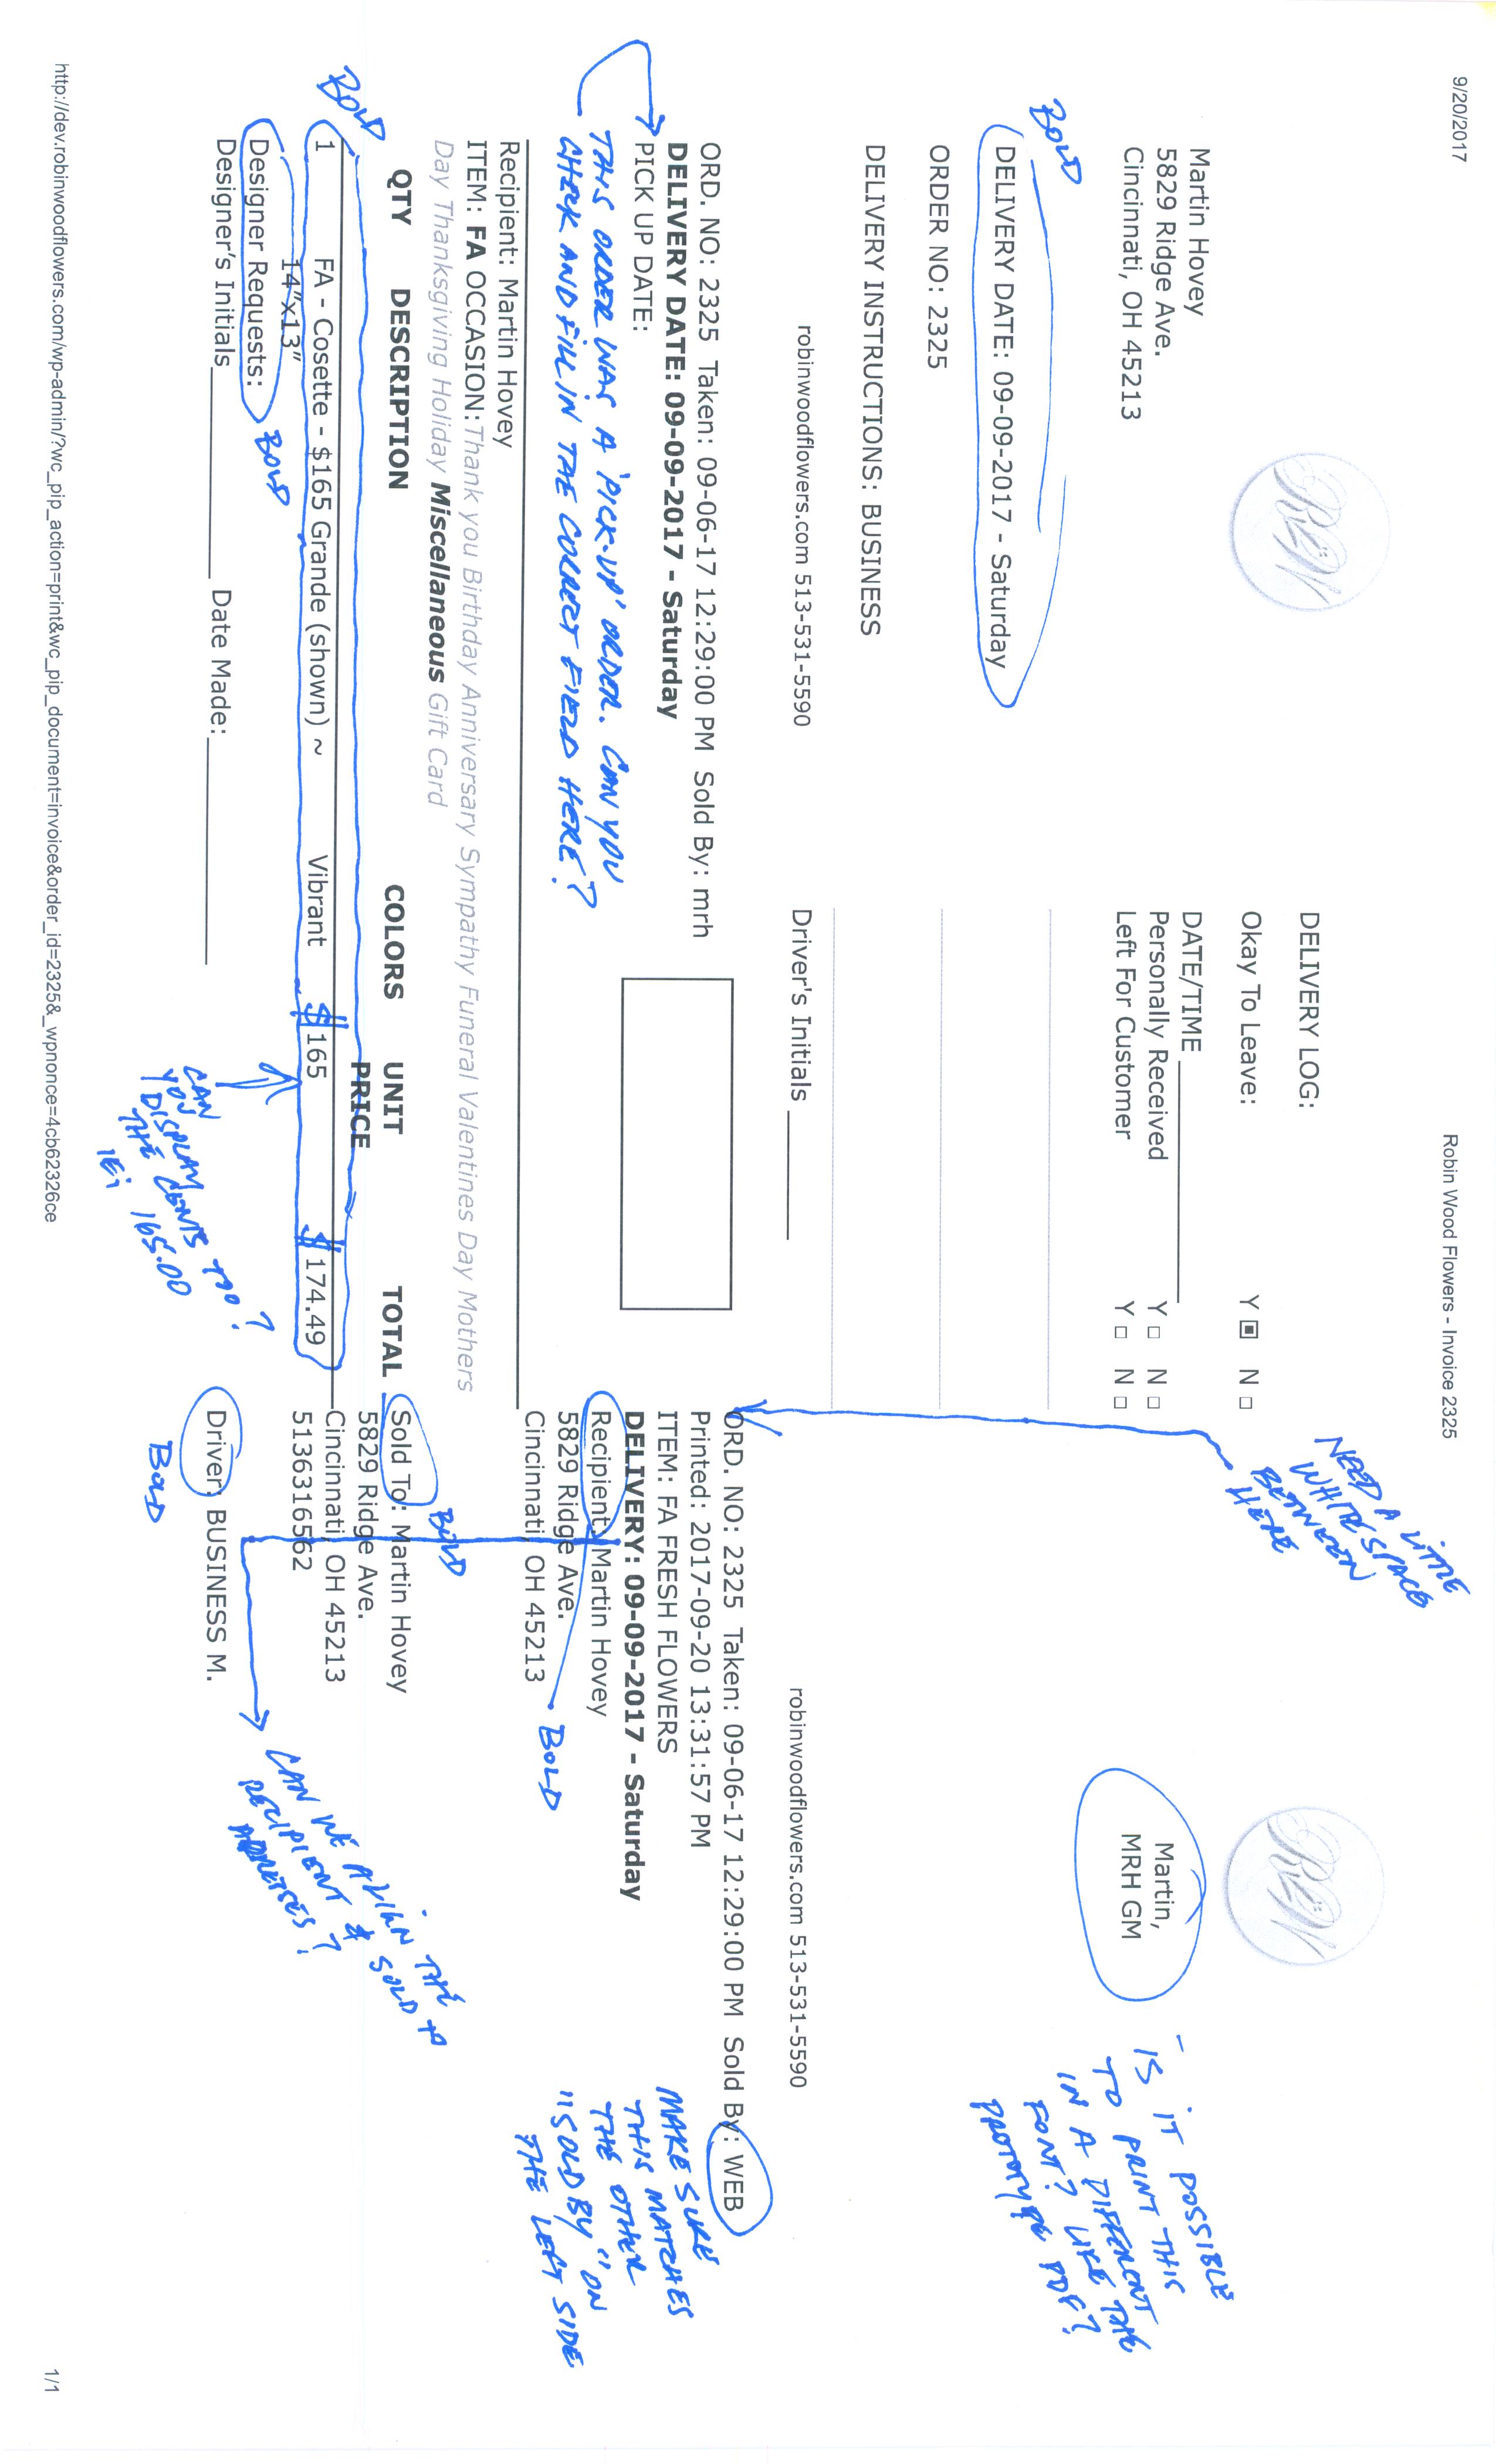 9/20/2017
Robin Wood Flowers - Invoice 2325
NEED A LITTLE
WHITE SPACE
BETWEEN
HERE
RW
Martin Hovey
5829 Ridge Ave.
Cincinnati, OH 45213
BOLD
DELIVERY DATE: 09-09-2017 - Saturday
ORDER NO: 2325
DELIVERY INSTRUCTIONS: BUSINESS
robinwoodflowers.com 513-531-5590
DELIVERY LOG:
Okay To Leave: Y ▣ N □
DATE/TIME ____________
Personally Received Y □ N □
Left For Customer Y □ N □
Driver's Initials ________
RW
Martin,
MRH GM
- IS IT POSSIBLE
TO PRINT THIS
IN A DIFFERENT
FONT? LIKE THE
PROTOTYPE PDF?
robinwoodflowers.com 513-531-5590
ORD. NO: 2325 Taken: 09-06-17 12:29:00 PM Sold By: mrh
DELIVERY DATE: 09-09-2017 - Saturday
PICK UP DATE:
THIS ORDER WAS A 'PICK-UP' ORDER. CAN YOU
CHECK AND FILL IN THE CORRECT FIELD HERE?
Recipient: Martin Hovey
ITEM: FA OCCASION: Thank you Birthday Anniversary Sympathy Funeral Valentines Day Mothers
Day Thanksgiving Holiday Miscellaneous Gift Card
QTY DESCRIPTION COLORS UNIT TOTAL
PRICE
BOLD
1 FA - Cosette - $165 Grande (shown) ~ Vibrant $165 $174.49
14"x13"
Designer Requests: BOLD
Designer's Initials____________ Date Made:____________
CAN
YOU
DISPLAY
THE CENTS TOO?
IE; 165.00
ORD. NO: 2325 Taken: 09-06-17 12:29:00 PM Sold By: WEB
Printed: 2017-09-20 13:31:57 PM
ITEM: FA FRESH FLOWERS
DELIVERY: 09-09-2017 - Saturday
Recipient: Martin Hovey
5829 Ridge Ave.
BOLD
Cincinnati, OH 45213
MAKE SURE
THIS MATCHES
THE OTHER
"SOLD BY" ON
THE LEFT SIDE
BOLD
Sold To: Martin Hovey
5829 Ridge Ave.
Cincinnati, OH 45213
5136316562
CAN WE ALIGN THE
RECIPIENT & SOLD TO
ADRESSES?
Driver: BUSINESS M.
BOLD
http://dev.robinwoodflowers.com/wp-admin/?wc_pip_action=print&wc_pip_document=invoice&order_id=2325&_wpnonce=4cb62326ce
1/1